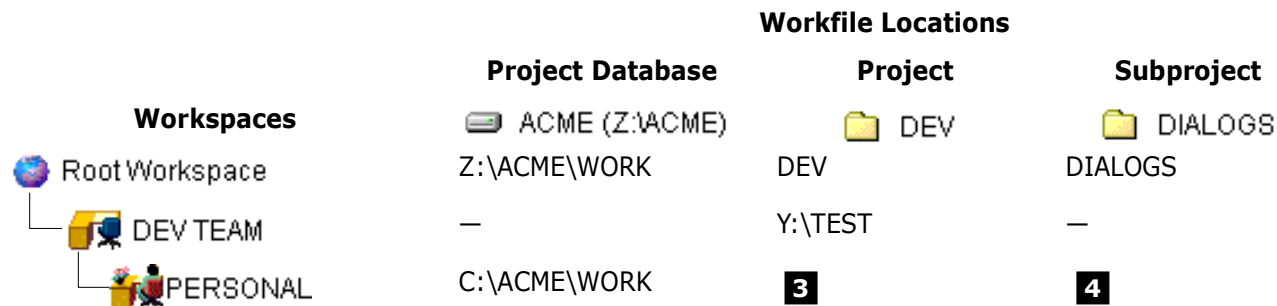 Workfile Locations
Project Database Project Subproject
Workspaces ACME (Z:\ACME) DEV DIALOGS
Root Workspace Z:\ACME\WORK DEV DIALOGS
DEV TEAM — Y:\TEST —
PERSONAL C:\ACME\WORK 3 4